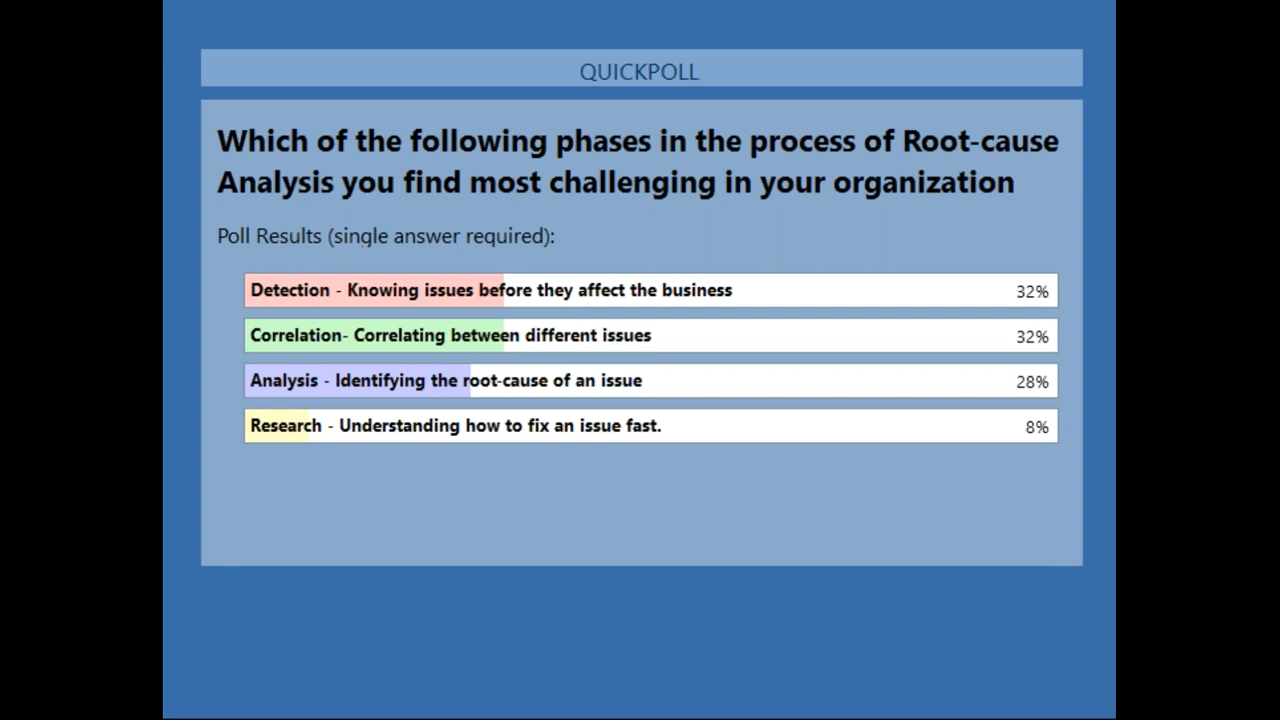 QUICKPOLL
Which of the following phases in the process of Root-cause
Analysis you find most challenging in your organization
Poll Results (single answer required):
Detection - Knowing issues before they affect the business 32%
Correlation- Correlating between different issues 32%
Analysis - Identifying the root-cause of an issue 28%
Research - Understanding how to fix an issue fast. 8%